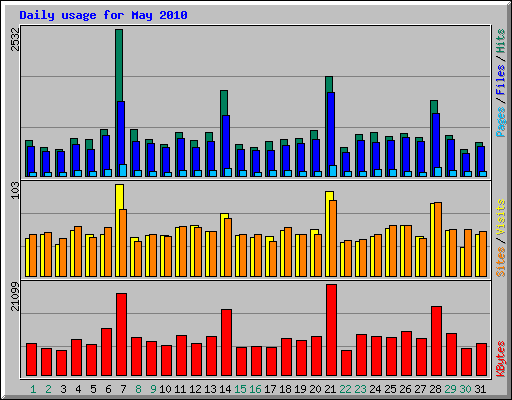 Daily usage for May 2010
2532
Pages / Files / Hits
103
Sites / Visits
21099
KBytes
1 2 3 4 5 6 7 8 9 10 11 12 13 14 15 16 17 18 19 20 21 22 23 24 25 26 27 28 29 30 31